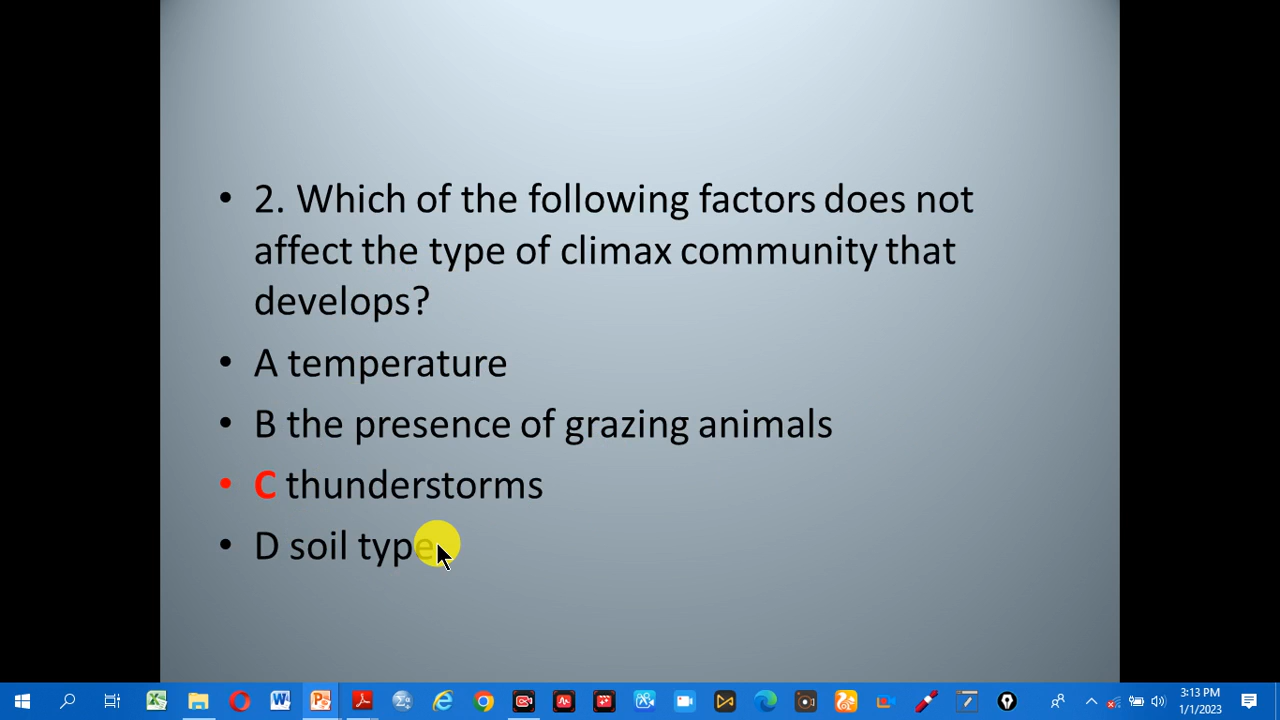 • 2. Which of the following factors does not
affect the type of climax community that
develops?
• A temperature
• B the presence of grazing animals
• C thunderstorms
• D soil type
3:13 PM
1/1/2023